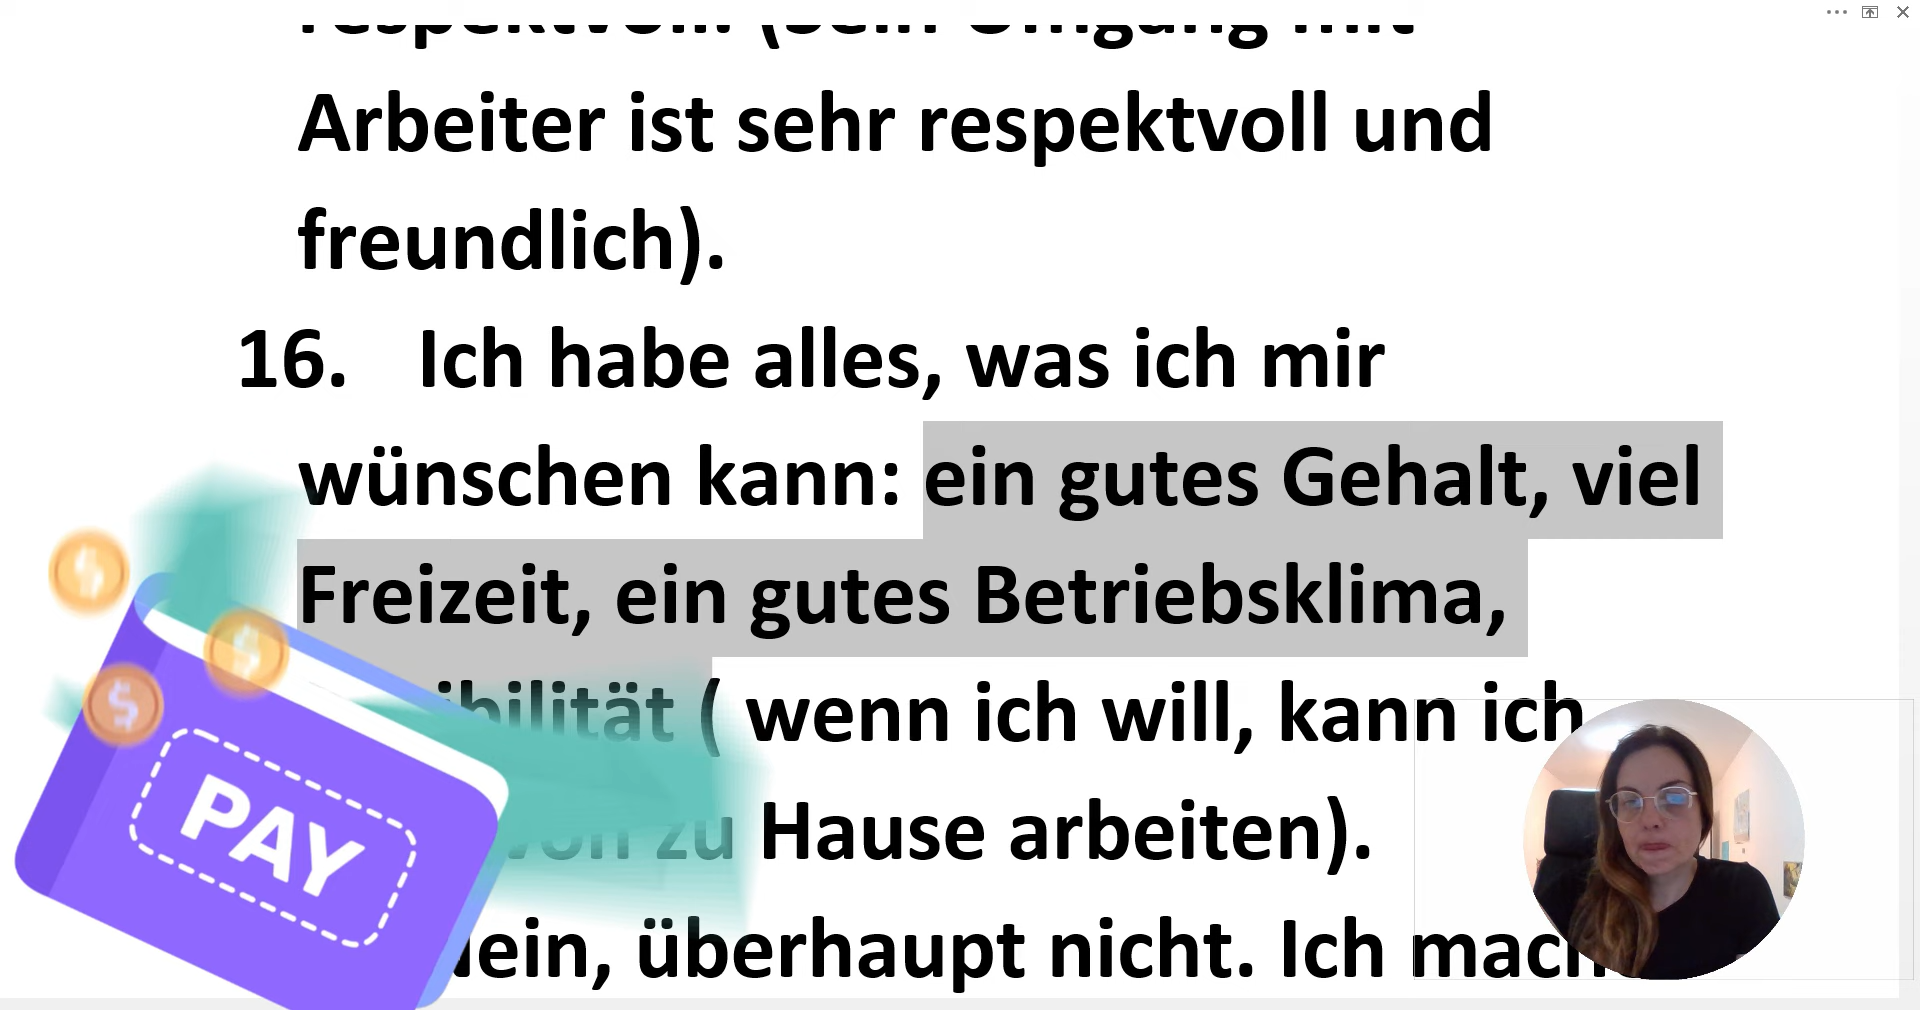 Arbeiter ist sehr respektvoll und
freundlich).
16. Ich habe alles, was ich mir
wünschen kann: ein gutes Gehalt, viel
Freizeit, ein gutes Betriebsklima,
( wenn ich will, kann ich
zu Hause arbeiten).
überhaupt nicht. Ich
PAY